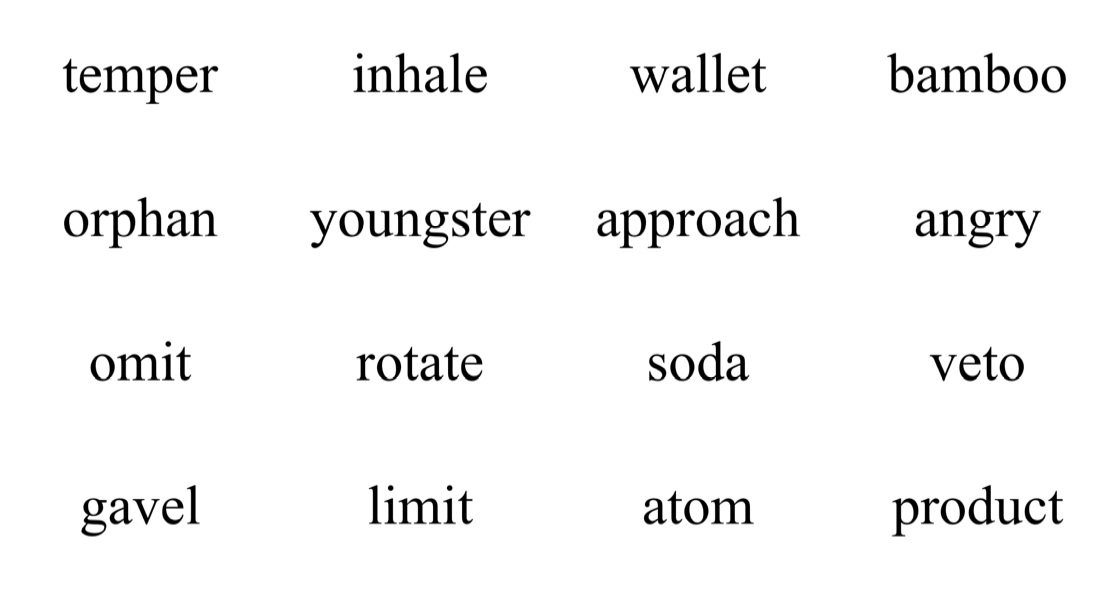 temper inhale wallet bamboo
orphan youngster approach angry
omit rotate soda veto
gavel limit atom product